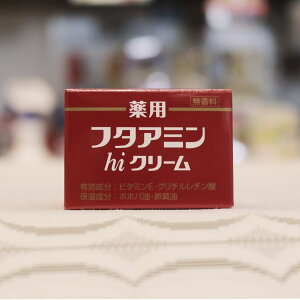 無香料
薬用
フタアミン
hiクリーム
有効成分：ビタミンE・グリチルレチン酸
保湿成分：ホホバ油・卵黄油